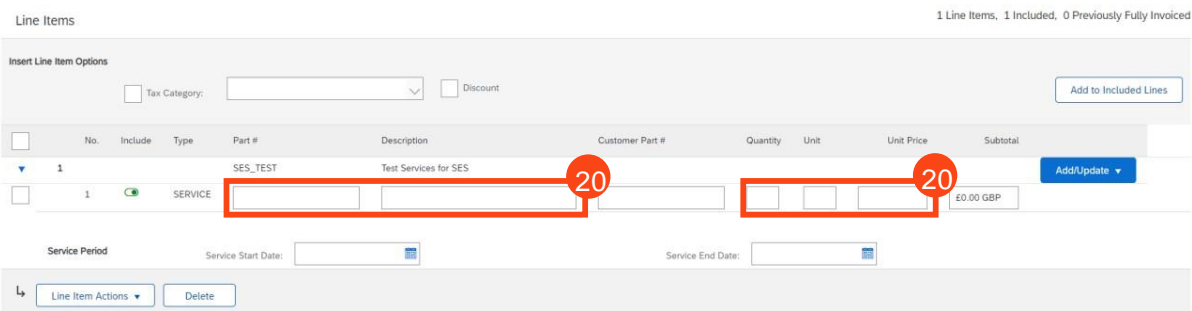 Line Items
1 Line Items, 1 Included, 0 Previously Fully Invoiced
Insert Line Item Options
Tax Category:
Discount
Add to Included Lines
No. Include Type Part # Description Customer Part # Quantity Unit Unit Price Subtotal
1 SES_TEST Test Services for SES Add/Update
20 20
1 SERVICE £0.00 GBP
Service Period Service Start Date: Service End Date:
Line Item Actions Delete